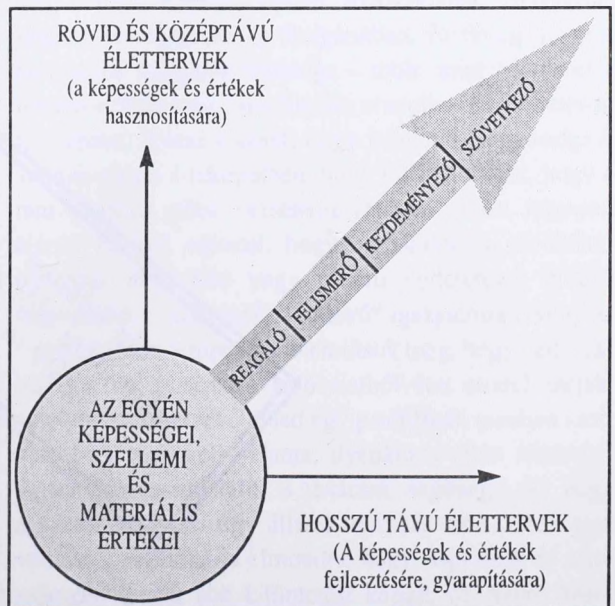 RÖVID ÉS KÖZÉPTÁVÚ
ÉLETTERVEK
(a képességek és értékek
hasznosítására)
REAGÁLÓ
FELISMERŐ
KEZDEMÉNYEZŐ
SZÖVETKEZŐ
AZ EGYÉN
KÉPESSÉGEI,
SZELLEMI
ÉS
MATERIÁLIS
ÉRTÉKEI
HOSSZÚ TÁVÚ ÉLETTERVEK
(A képességek és értékek
fejlesztésére, gyarapítására)